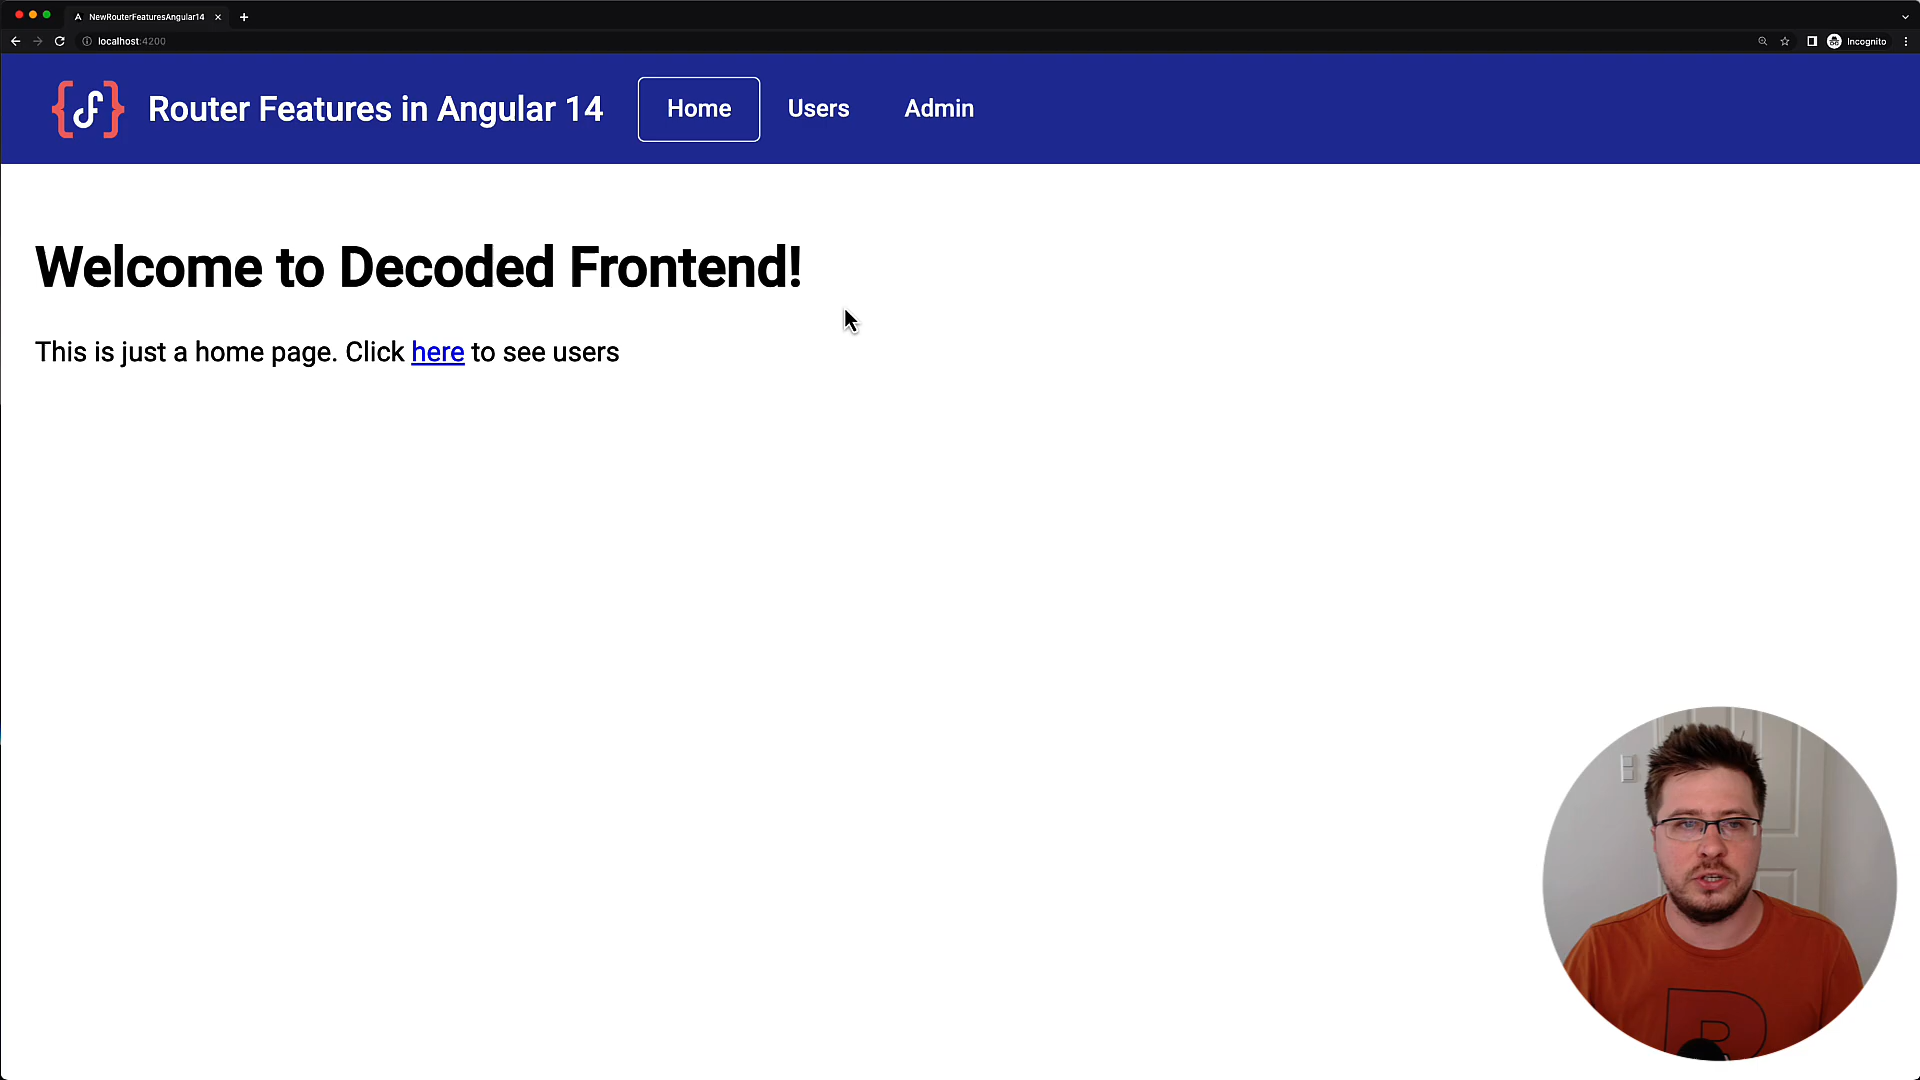 NewRouterFeaturesAngular14
localhost:4200
Incognito
Router Features in Angular 14
Home
Users
Admin
Welcome to Decoded Frontend!
This is just a home page. Click here to see users